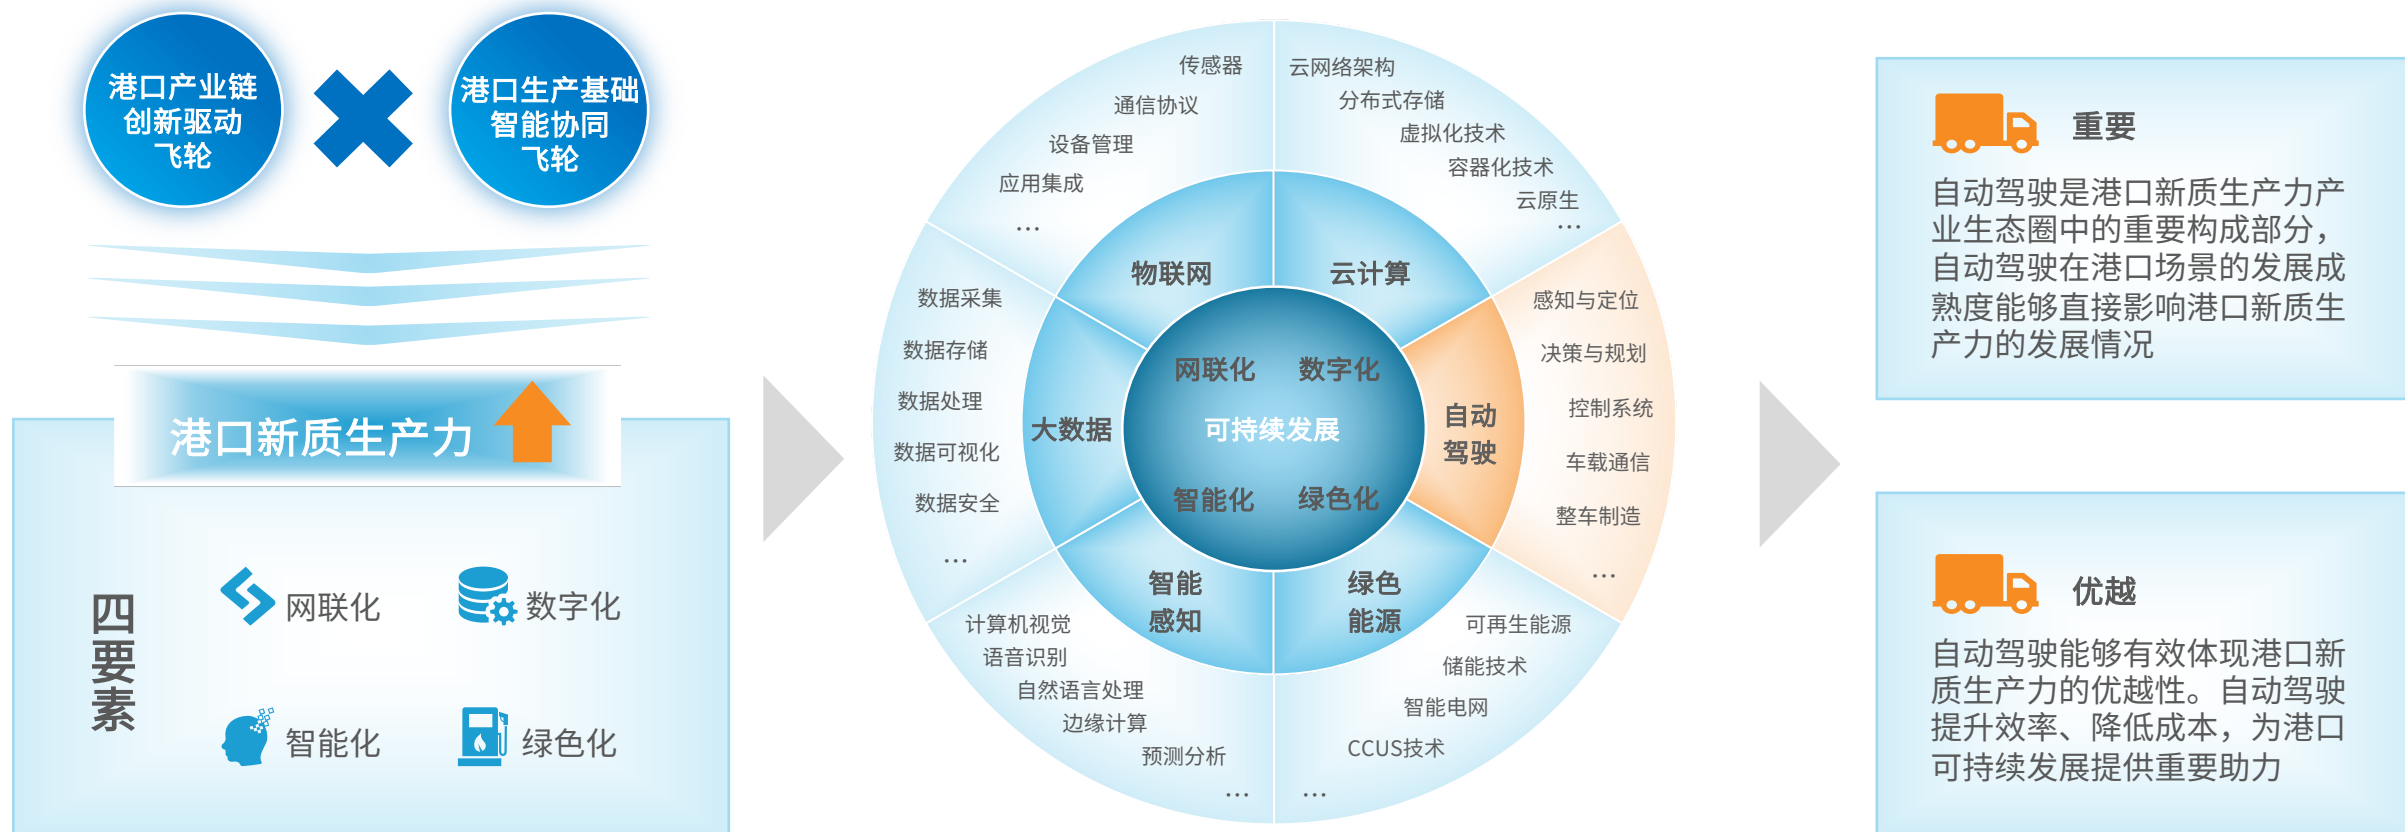 港口产业链
创新驱动
飞轮
港口生产基础
智能协同
飞轮
港口新质生产力
四要素
网联化
数字化
智能化
绿色化
传感器
通信协议
设备管理
应用集成
…
云网络架构
分布式存储
虚拟化技术
容器化技术
云原生
…
物联网
云计算
数据采集
数据存储
数据处理
数据可视化
数据安全
…
大数据
网联化
数字化
可持续发展
智能化
绿色化
自动
驾驶
感知与定位
决策与规划
控制系统
车载通信
整车制造
…
智能
感知
绿色
能源
计算机视觉
语音识别
自然语言处理
边缘计算
预测分析
…
可再生能源
储能技术
智能电网
CCUS技术
…
重要
自动驾驶是港口新质生产力产
业生态圈中的重要构成部分，
自动驾驶在港口场景的发展成
熟度能够直接影响港口新质生
产力的发展情况
优越
自动驾驶能够有效体现港口新
质生产力的优越性。自动驾驶
提升效率、降低成本，为港口
可持续发展提供重要助力